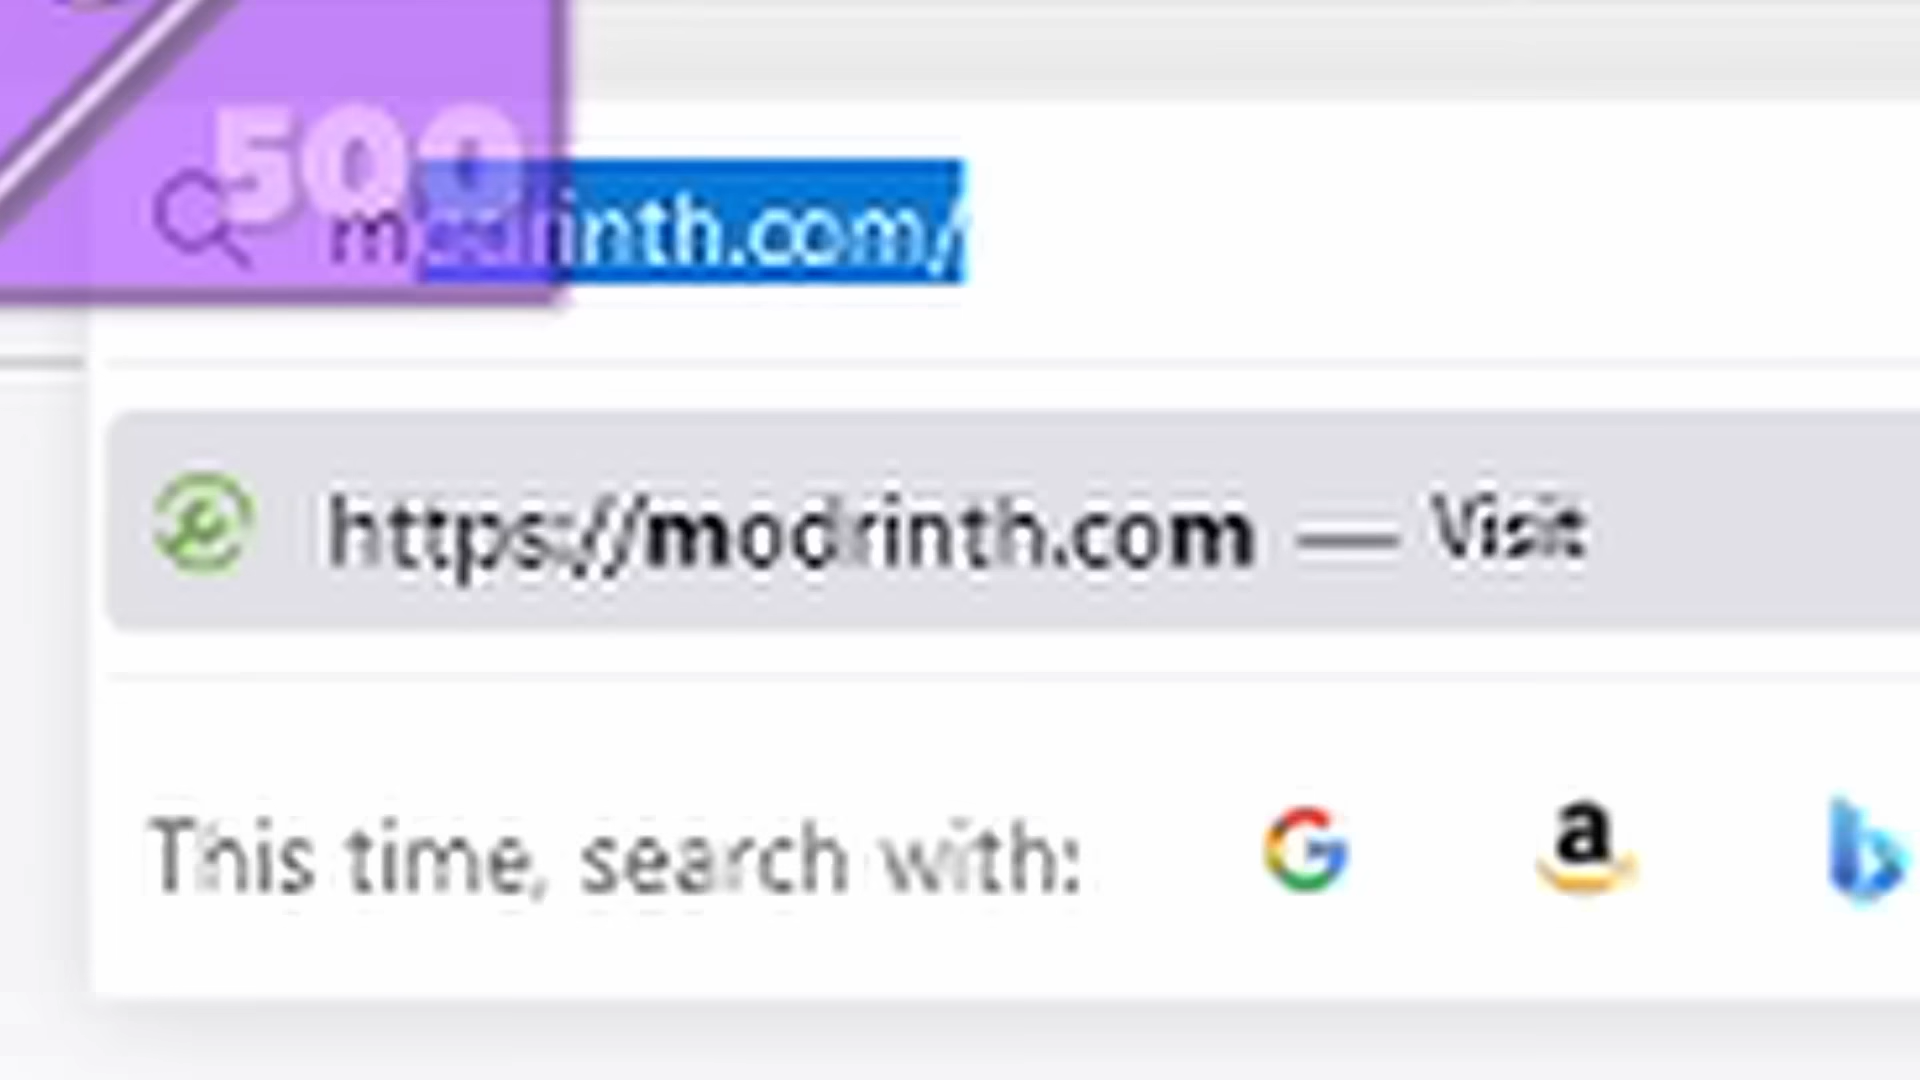 500
modrinth.com/
https://modrinth.com — Visit
This time, search with: